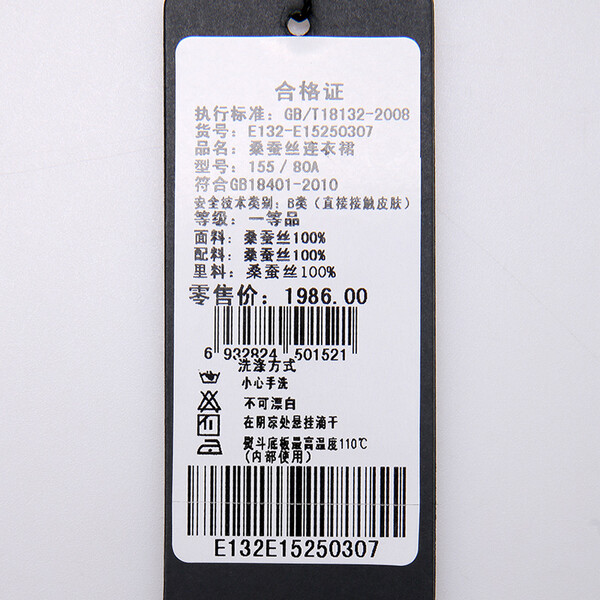 合格证
执行标准：GB/T18132-2008
货号：E132-E15250307
品名：桑蚕丝连衣裙
型号：155/80A
符合GB18401-2010
安全技术类别：B类（直接接触皮肤）
等级：一等品
面料：桑蚕丝100%
配料：桑蚕丝100%
里料：桑蚕丝100%
零售价：1986.00
6 932824 501521
洗涤方式
小心手洗
不可漂白
在阴凉处悬挂滴干
熨斗底板最高温度110℃
(内部使用)
E132E15250307